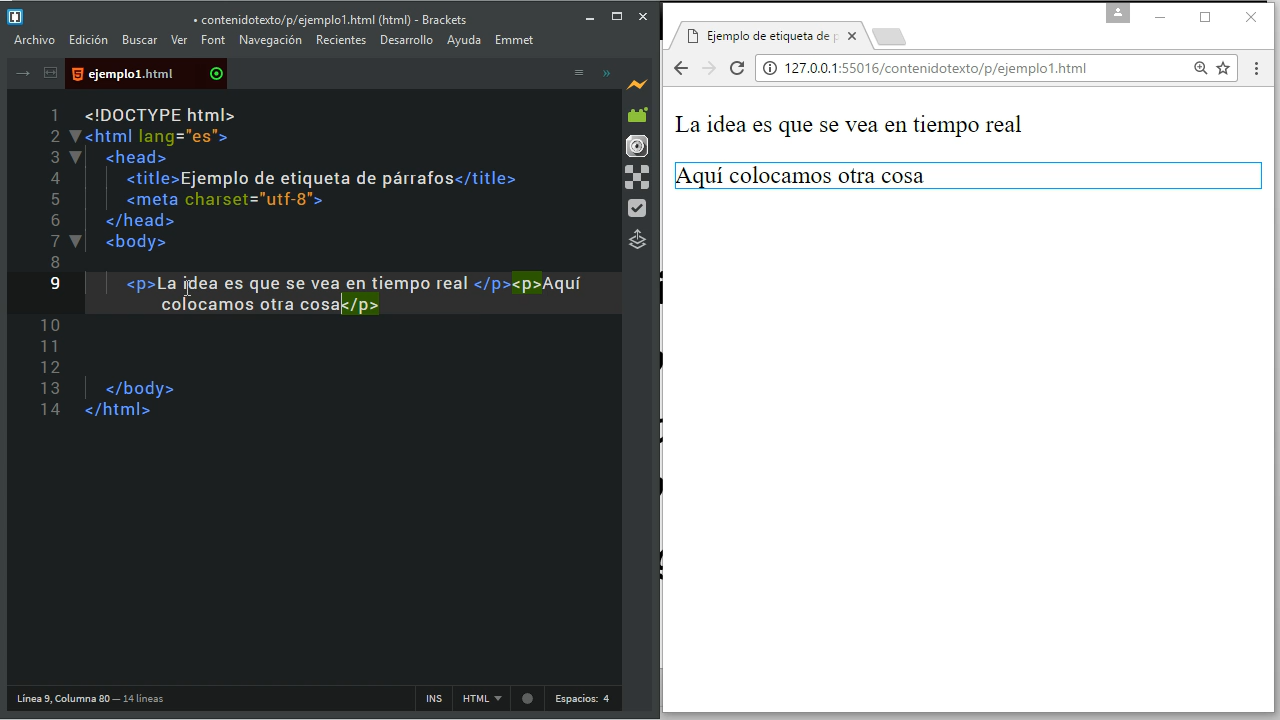 • contenidotexto/p/ejemplo1.html (html) - Brackets
Archivo Edición Buscar Ver Font Navegación Recientes Desarrollo Ayuda Emmet
ejemplo1.html
1 <!DOCTYPE html>
2 <html lang="es">
3 <head>
4 <title>Ejemplo de etiqueta de párrafos</title>
5 <meta charset="utf-8">
6 </head>
7 <body>
8
9 <p>La idea es que se vea en tiempo real </p><p>Aquí
colocamos otra cosa</p>
10
11
12
13 </body>
14 </html>
Línea 9, Columna 80 — 14 líneas INS HTML Espacios: 4
Ejemplo de etiqueta de p
127.0.0.1:55016/contenidotexto/p/ejemplo1.html
La idea es que se vea en tiempo real
Aquí colocamos otra cosa